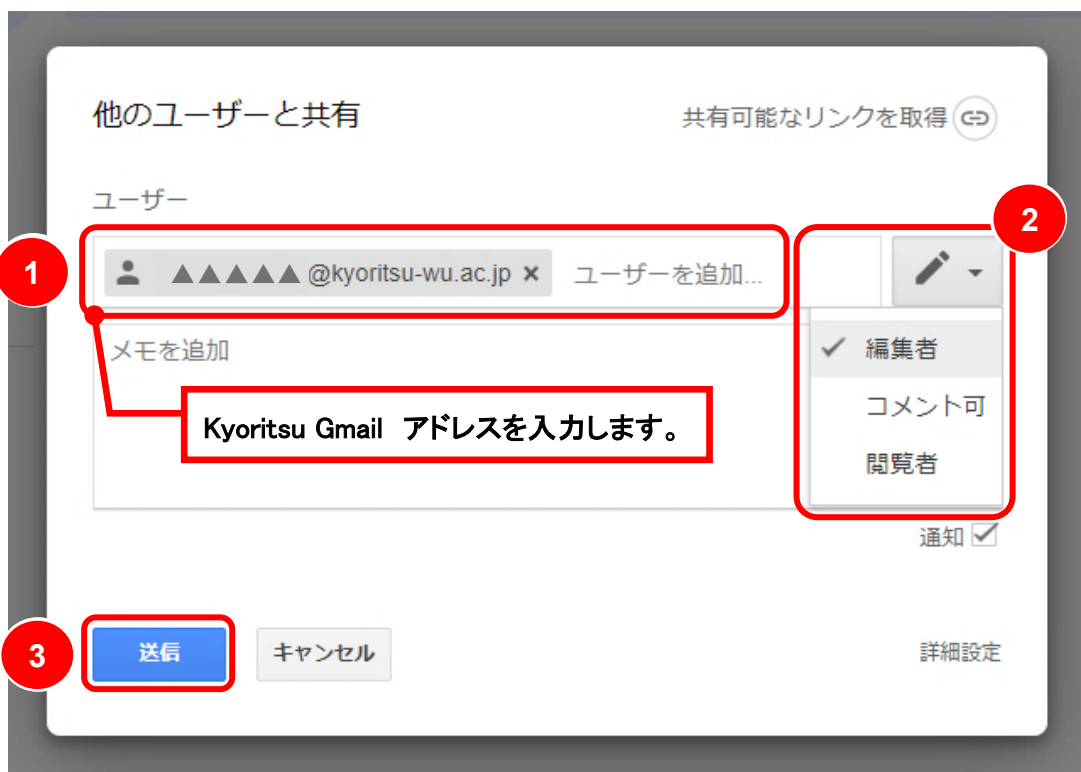 他のユーザーと共有
共有可能なリンクを取得
ユーザー
2
1
▲▲▲▲▲ @kyoritsu-wu.ac.jp × ユーザーを追加...
メモを追加
✓ 編集者
コメント可
閲覧者
Kyoritsu Gmail アドレスを入力します。
通知
3
送信
キャンセル
詳細設定